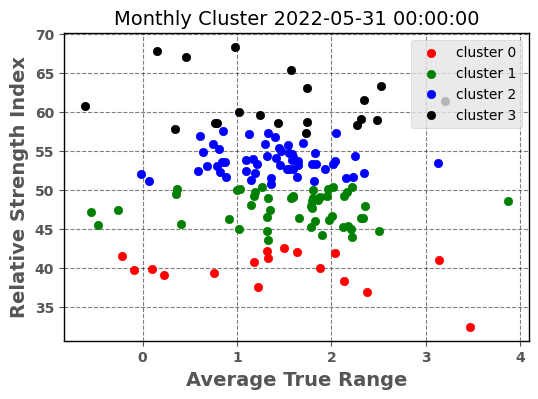 Monthly Cluster 2022-05-31 00:00:00
Relative Strength Index
70
65
60
55
50
45
40
35
cluster 0
cluster 1
cluster 2
cluster 3
0
1
2
3
4
Average True Range